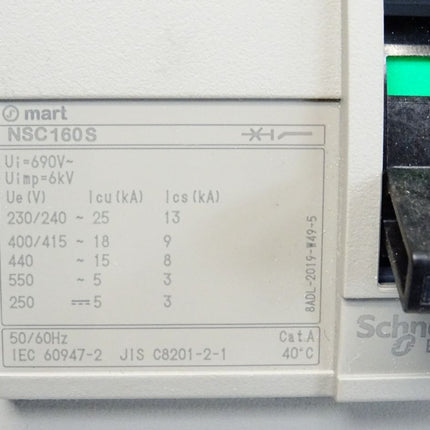 mart
NSC160S
Ui=690V~
Uimp=6kV
Ue(V) Icu(kA) Ics(kA)
230/240 ~ 25 13
400/415 ~ 18 9
440 ~ 15 8
550 ~ 5 3
250 ⎓ 5 3
8ADL-2019-W49-5
50/60Hz Cat.A
IEC 60947-2 JIS C8201-2-1 40°C